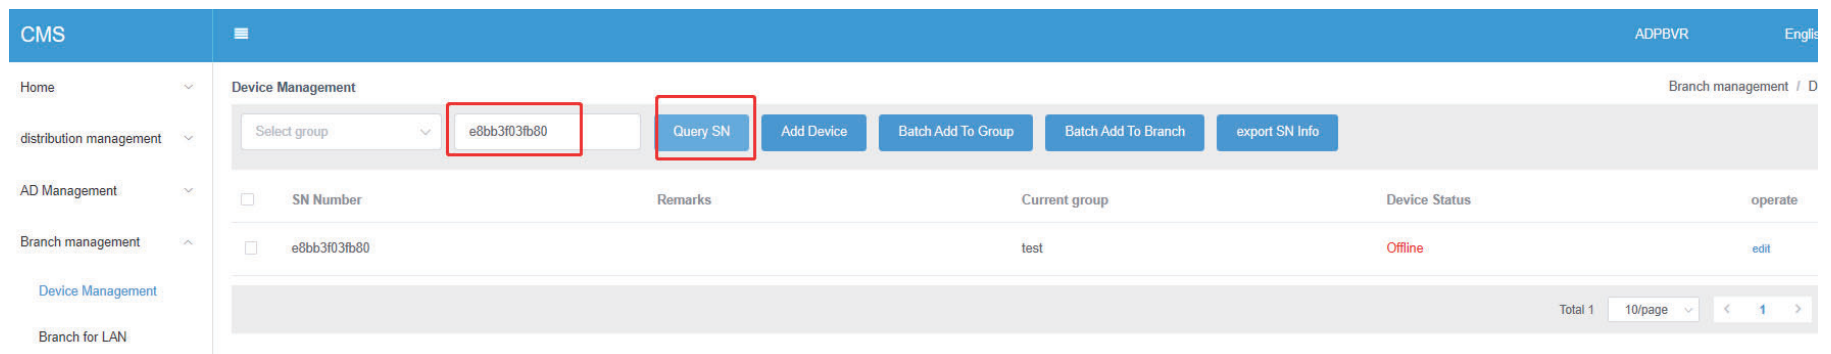 CMS
ADPBVR
Englis
Home
Device Management
Branch management / D
distribution management
Select group
e8bb3f03fb80
Query SN
Add Device
Batch Add To Group
Batch Add To Branch
export SN Info
AD Management
SN Number
Remarks
Current group
Device Status
operate
Branch management
e8bb3f03fb80
test
Offline
edit
Device Management
Total 1
10/page
1
Branch for LAN